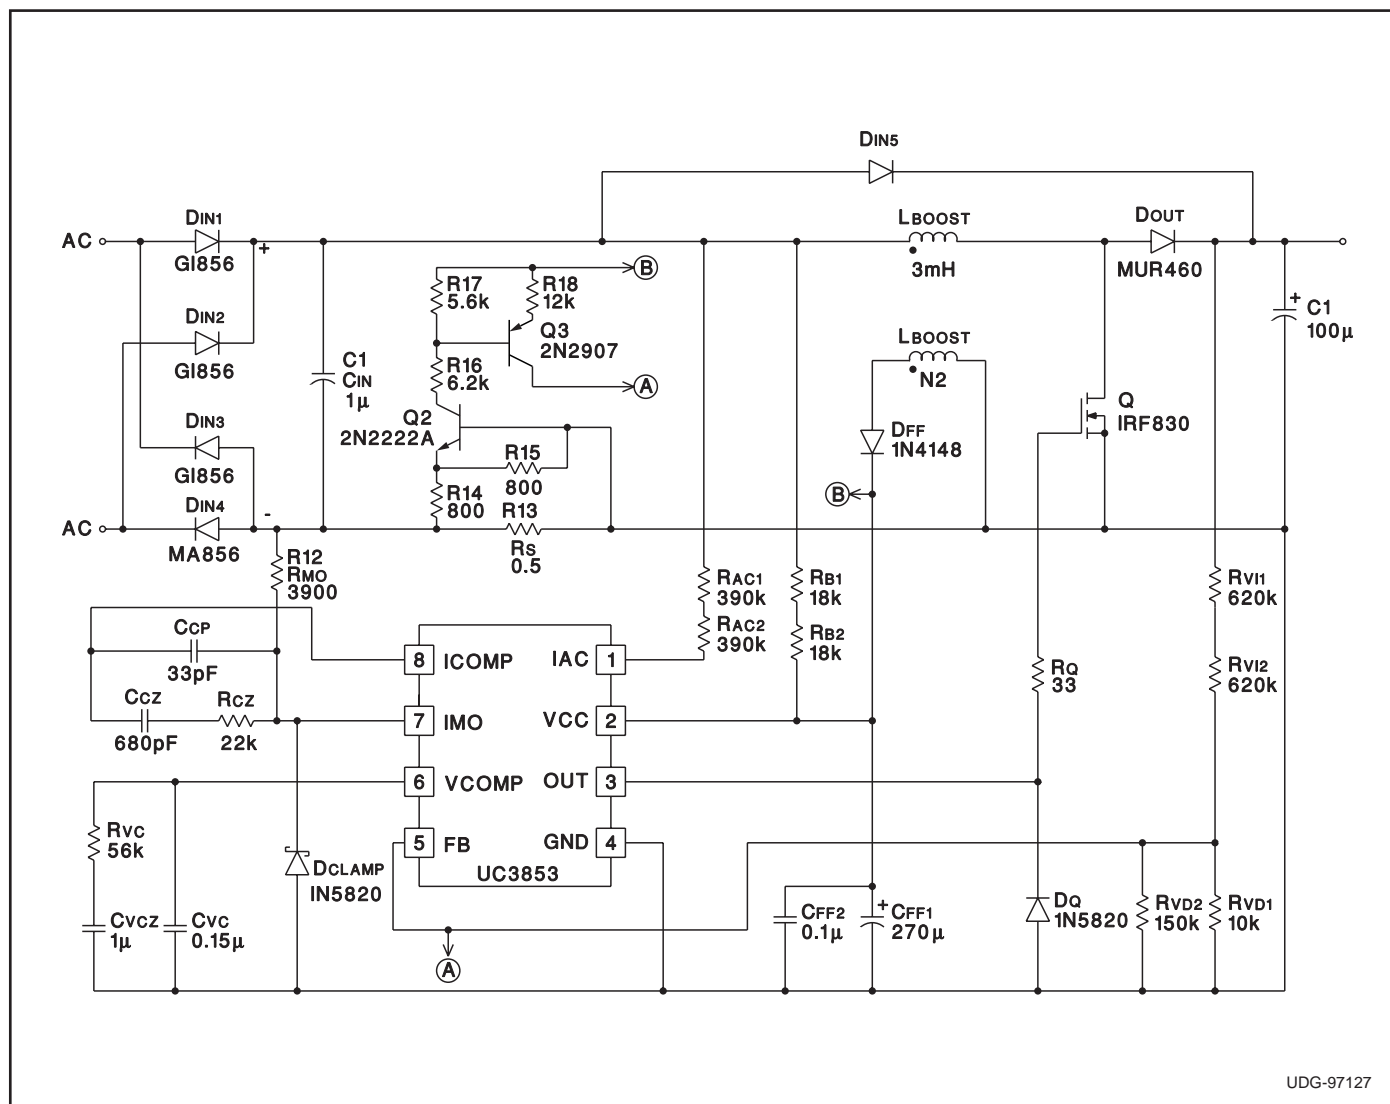 DIN5
DIN1
GI856
AC
+
LBOOST
3mH
DOUT
MUR460
DIN2
GI856
R17
5.6k
R18
12k
B
Q3
2N2907
A
R16
6.2k
C1
CIN
1µ
LBOOST
N2
+
C1
100µ
DIN3
GI856
Q2
2N2222A
R15
800
R14
800
DFF
1N4148
B
Q
IRF830
DIN4
MA856
AC
-
R13
RS
0.5
R12
RMO
3900
RAC1
390k
RAC2
390k
RB1
18k
RB2
18k
RVI1
620k
RVI2
620k
RQ
33
CCP
33pF
CCZ
680pF
RCZ
22k
8 ICOMP
IAC 1
7 IMO
VCC 2
6 VCOMP
OUT 3
5 FB
GND 4
UC3853
RVC
56k
CVCZ
1µ
CVC
0.15µ
DCLAMP
IN5820
A
CFF2
0.1µ
+
CFF1
270µ
DQ
1N5820
RVD2
150k
RVD1
10k
UDG-97127